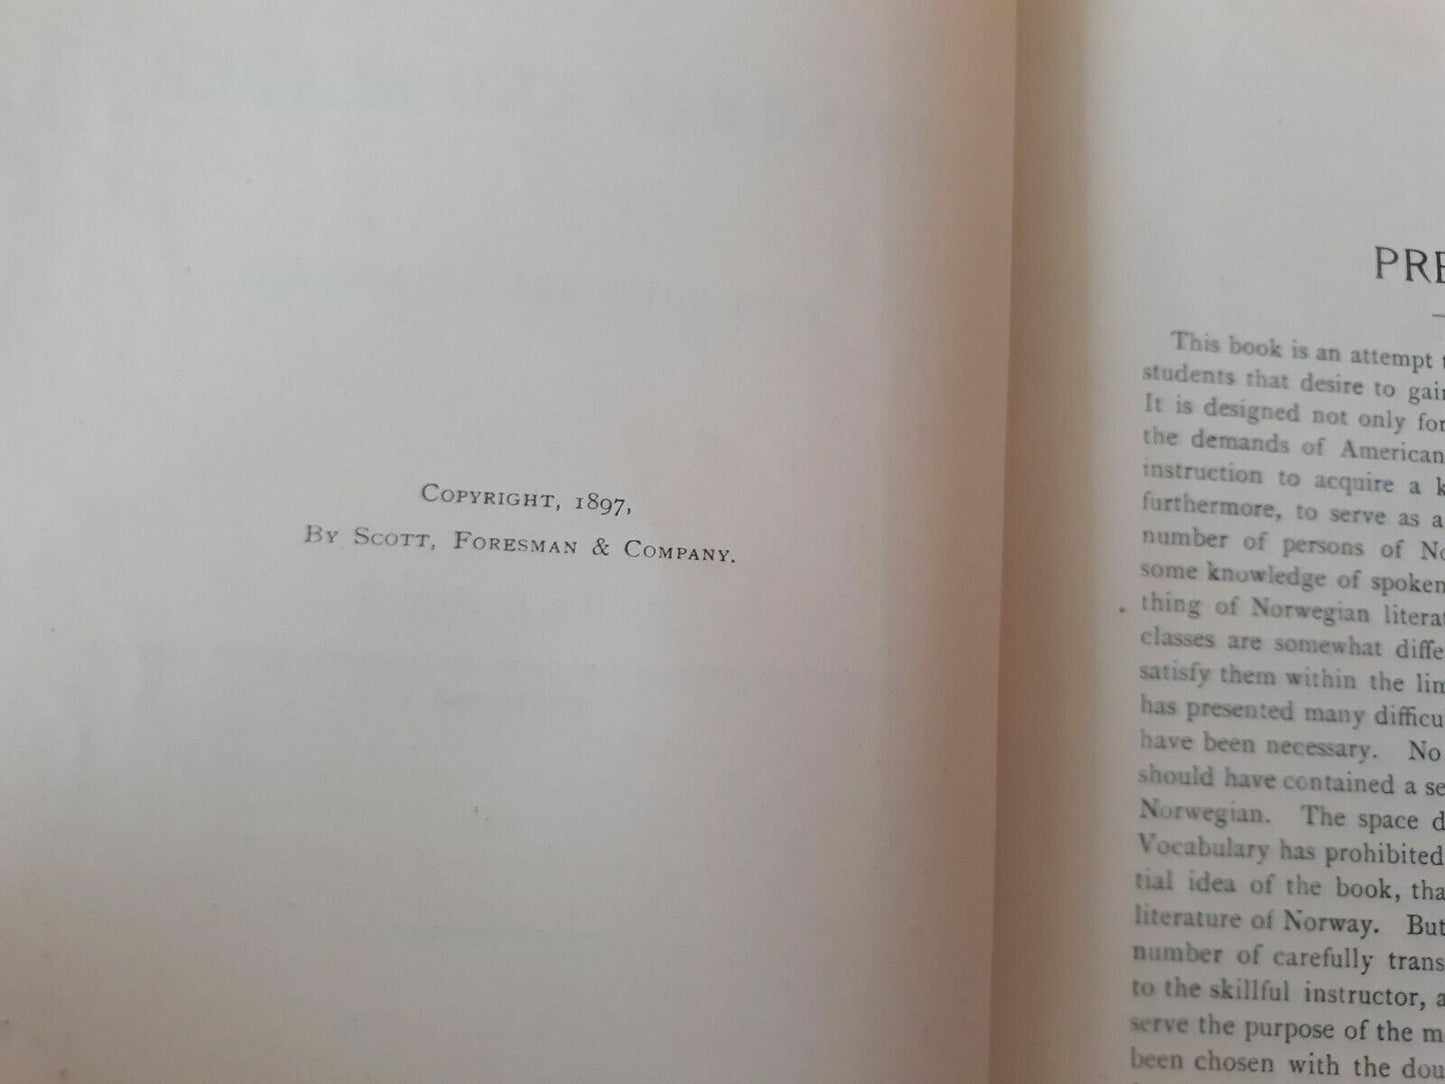 Copyright, 1897,
By Scott, Foresman & Company.
PRE
This book is an attempt
students that desire to gain
It is designed not only for
the demands of American
instruction to acquire a
furthermore, to serve as a
number of persons of No
some knowledge of spoken
thing of Norwegian litera
classes are somewhat diffe
satisfy them within the lim
has presented many difficu
have been necessary. No
should have contained a se
Norwegian. The space d
Vocabulary has prohibited
tial idea of the book, tha
literature of Norway. But
number of carefully trans
to the skillful instructor, a
serve the purpose of the m
been chosen with the dou